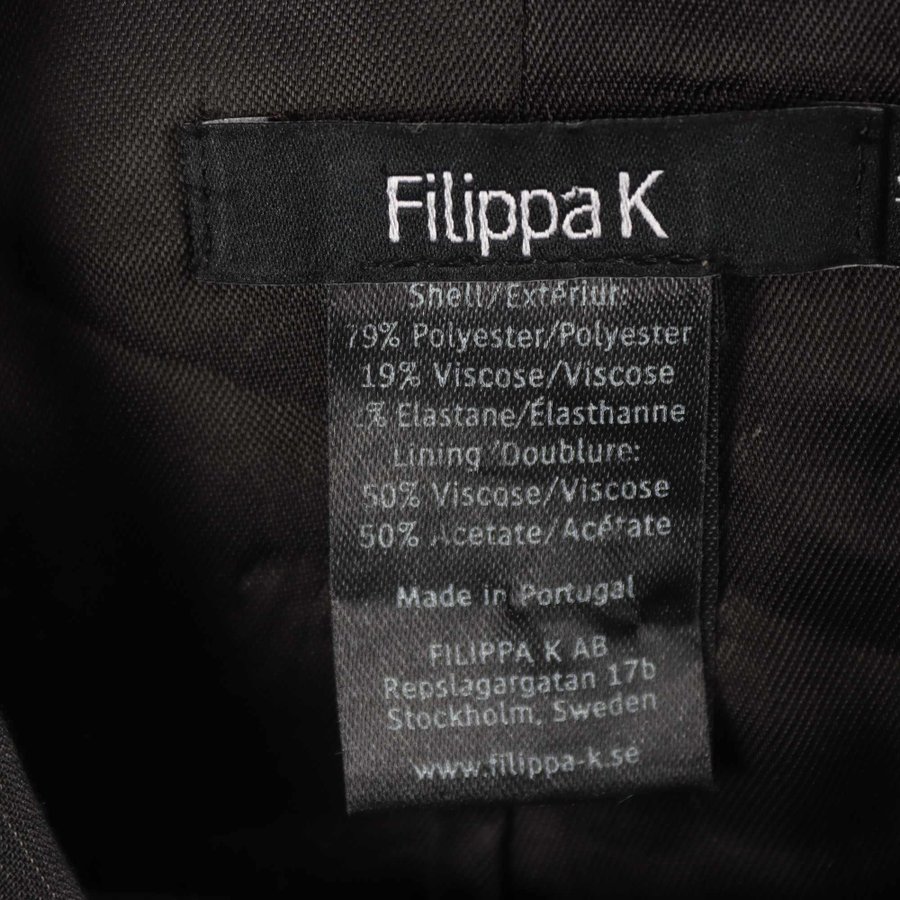 Filippa K
Shell/Extériur:
79% Polyester/Polyester
19% Viscose/Viscose
% Elastane/Élasthanne
Lining/Doublure:
50% Viscose/Viscose
50% Acetate/Acétate
Made in Portugal
FILIPPA K AB
Repslagargatan 17b
Stockholm, Sweden
www.filippa-k.se